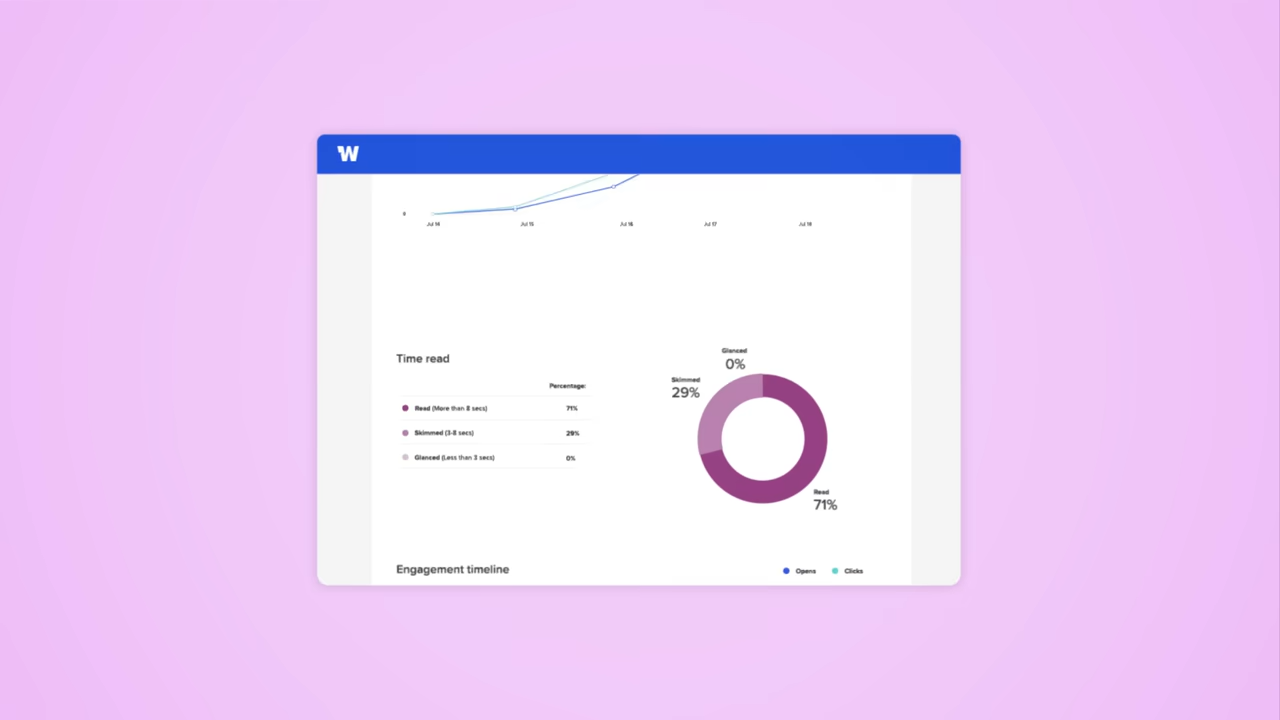 W
0
Jul 14 Jul 15 Jul 16 Jul 17 Jul 18
Time read
Percentage:
Read (More than 8 secs) 71%
Skimmed (3-8 secs) 29%
Glanced (Less than 3 secs) 0%
Glanced
0%
Skimmed
29%
Read
71%
Engagement timeline
Opens Clicks